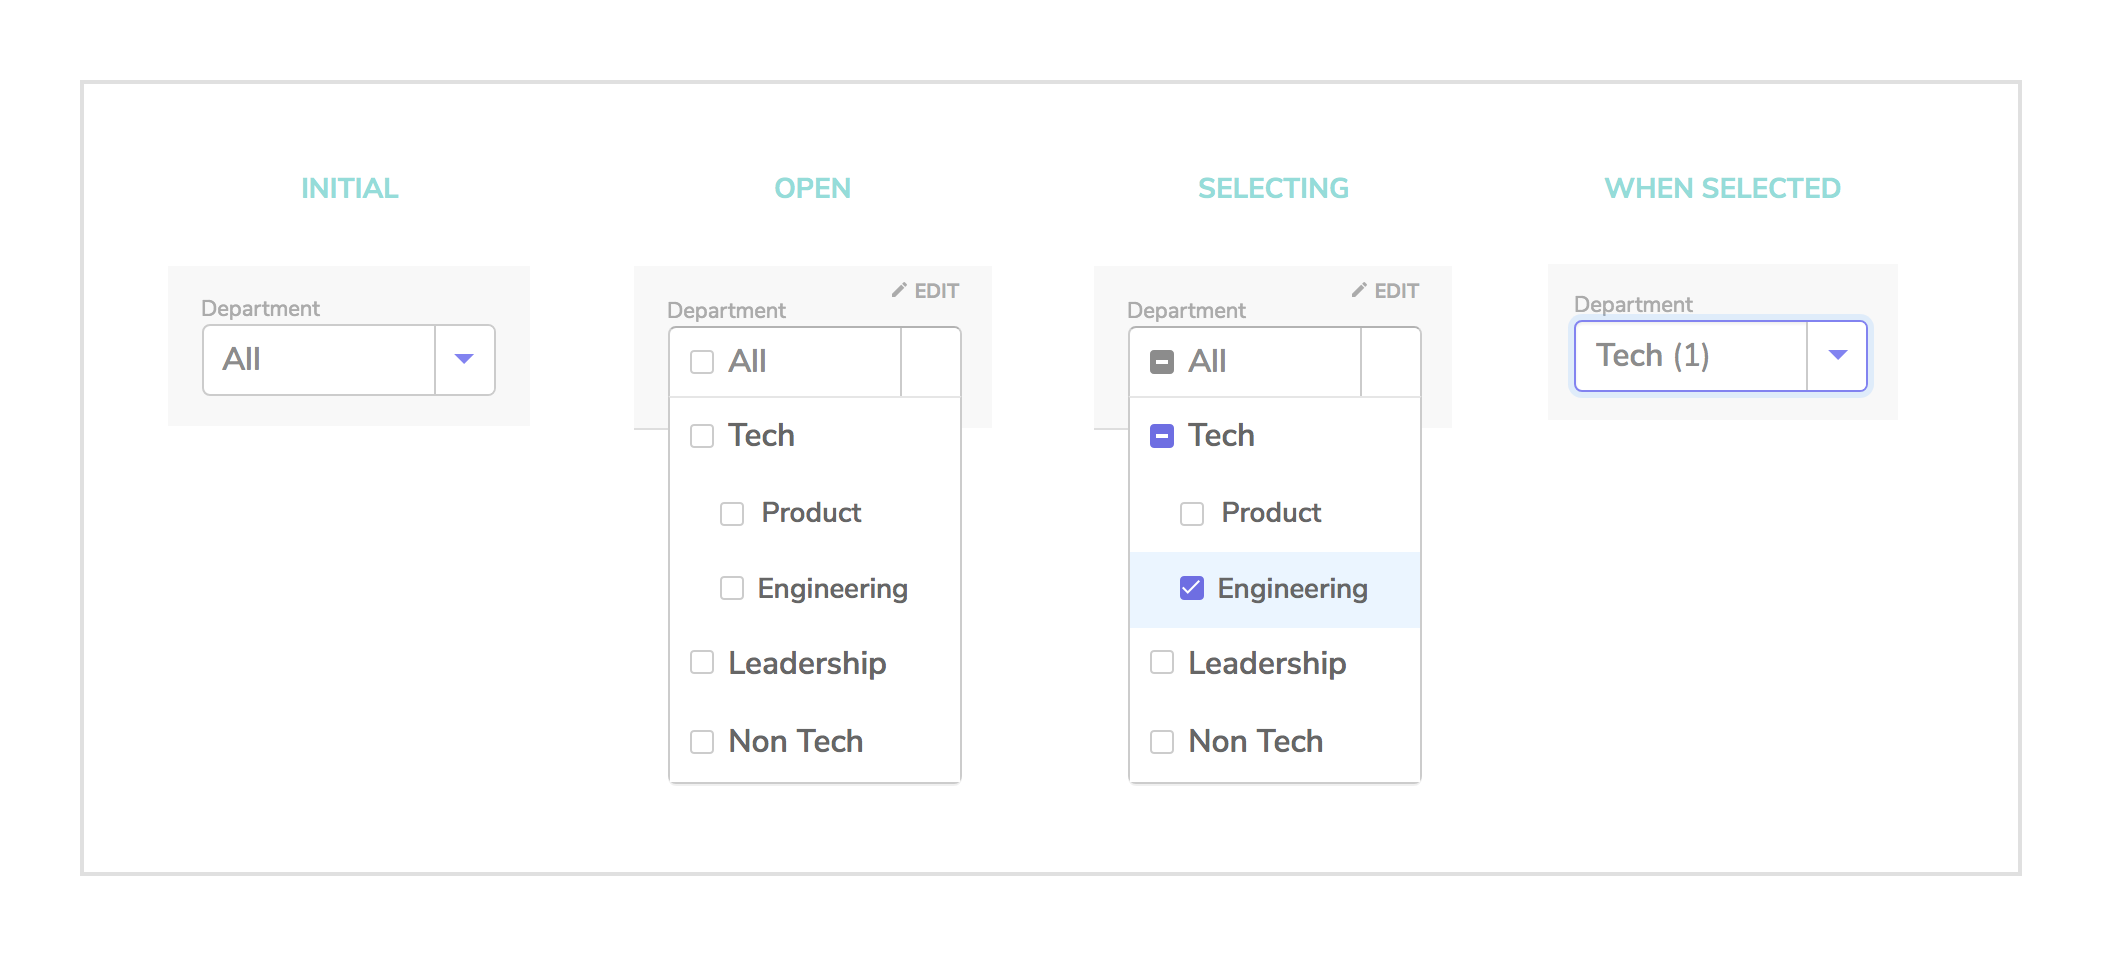 INITIAL
Department
All
OPEN
EDIT
Department
All
Tech
Product
Engineering
Leadership
Non Tech
SELECTING
EDIT
Department
All
Tech
Product
Engineering
Leadership
Non Tech
WHEN SELECTED
Department
Tech (1)